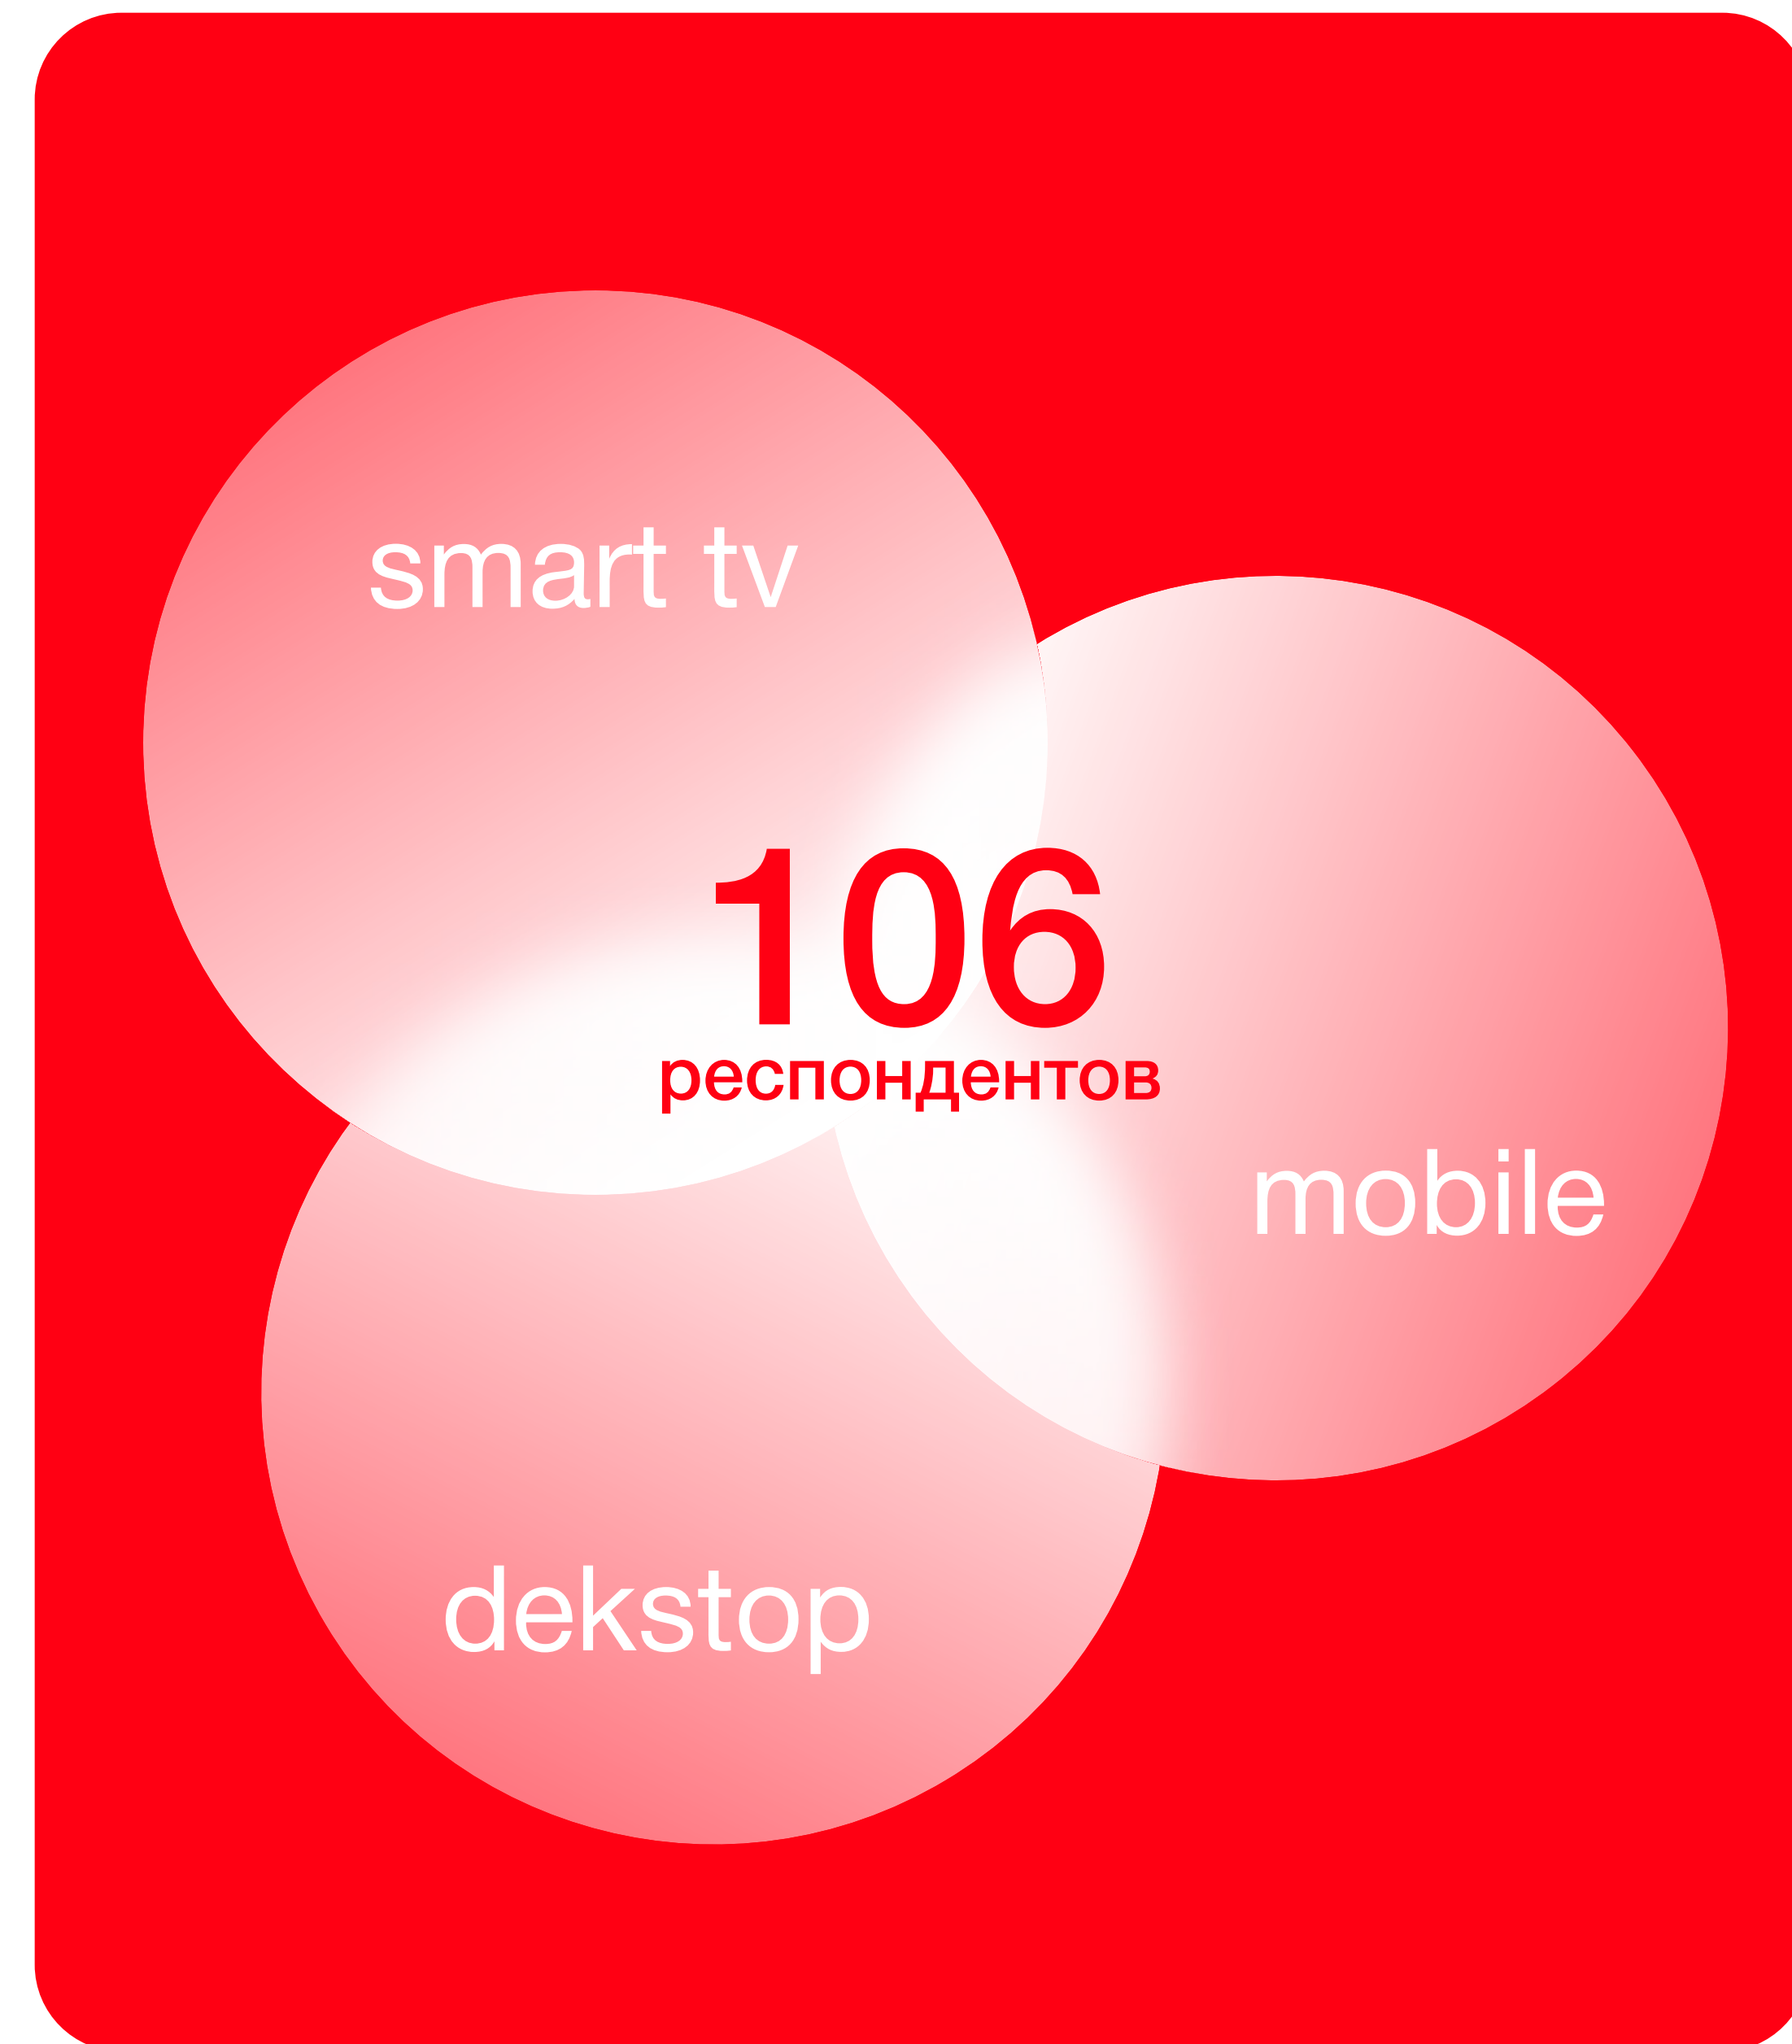 smart tv
106
респондентов
mobile
dekstop